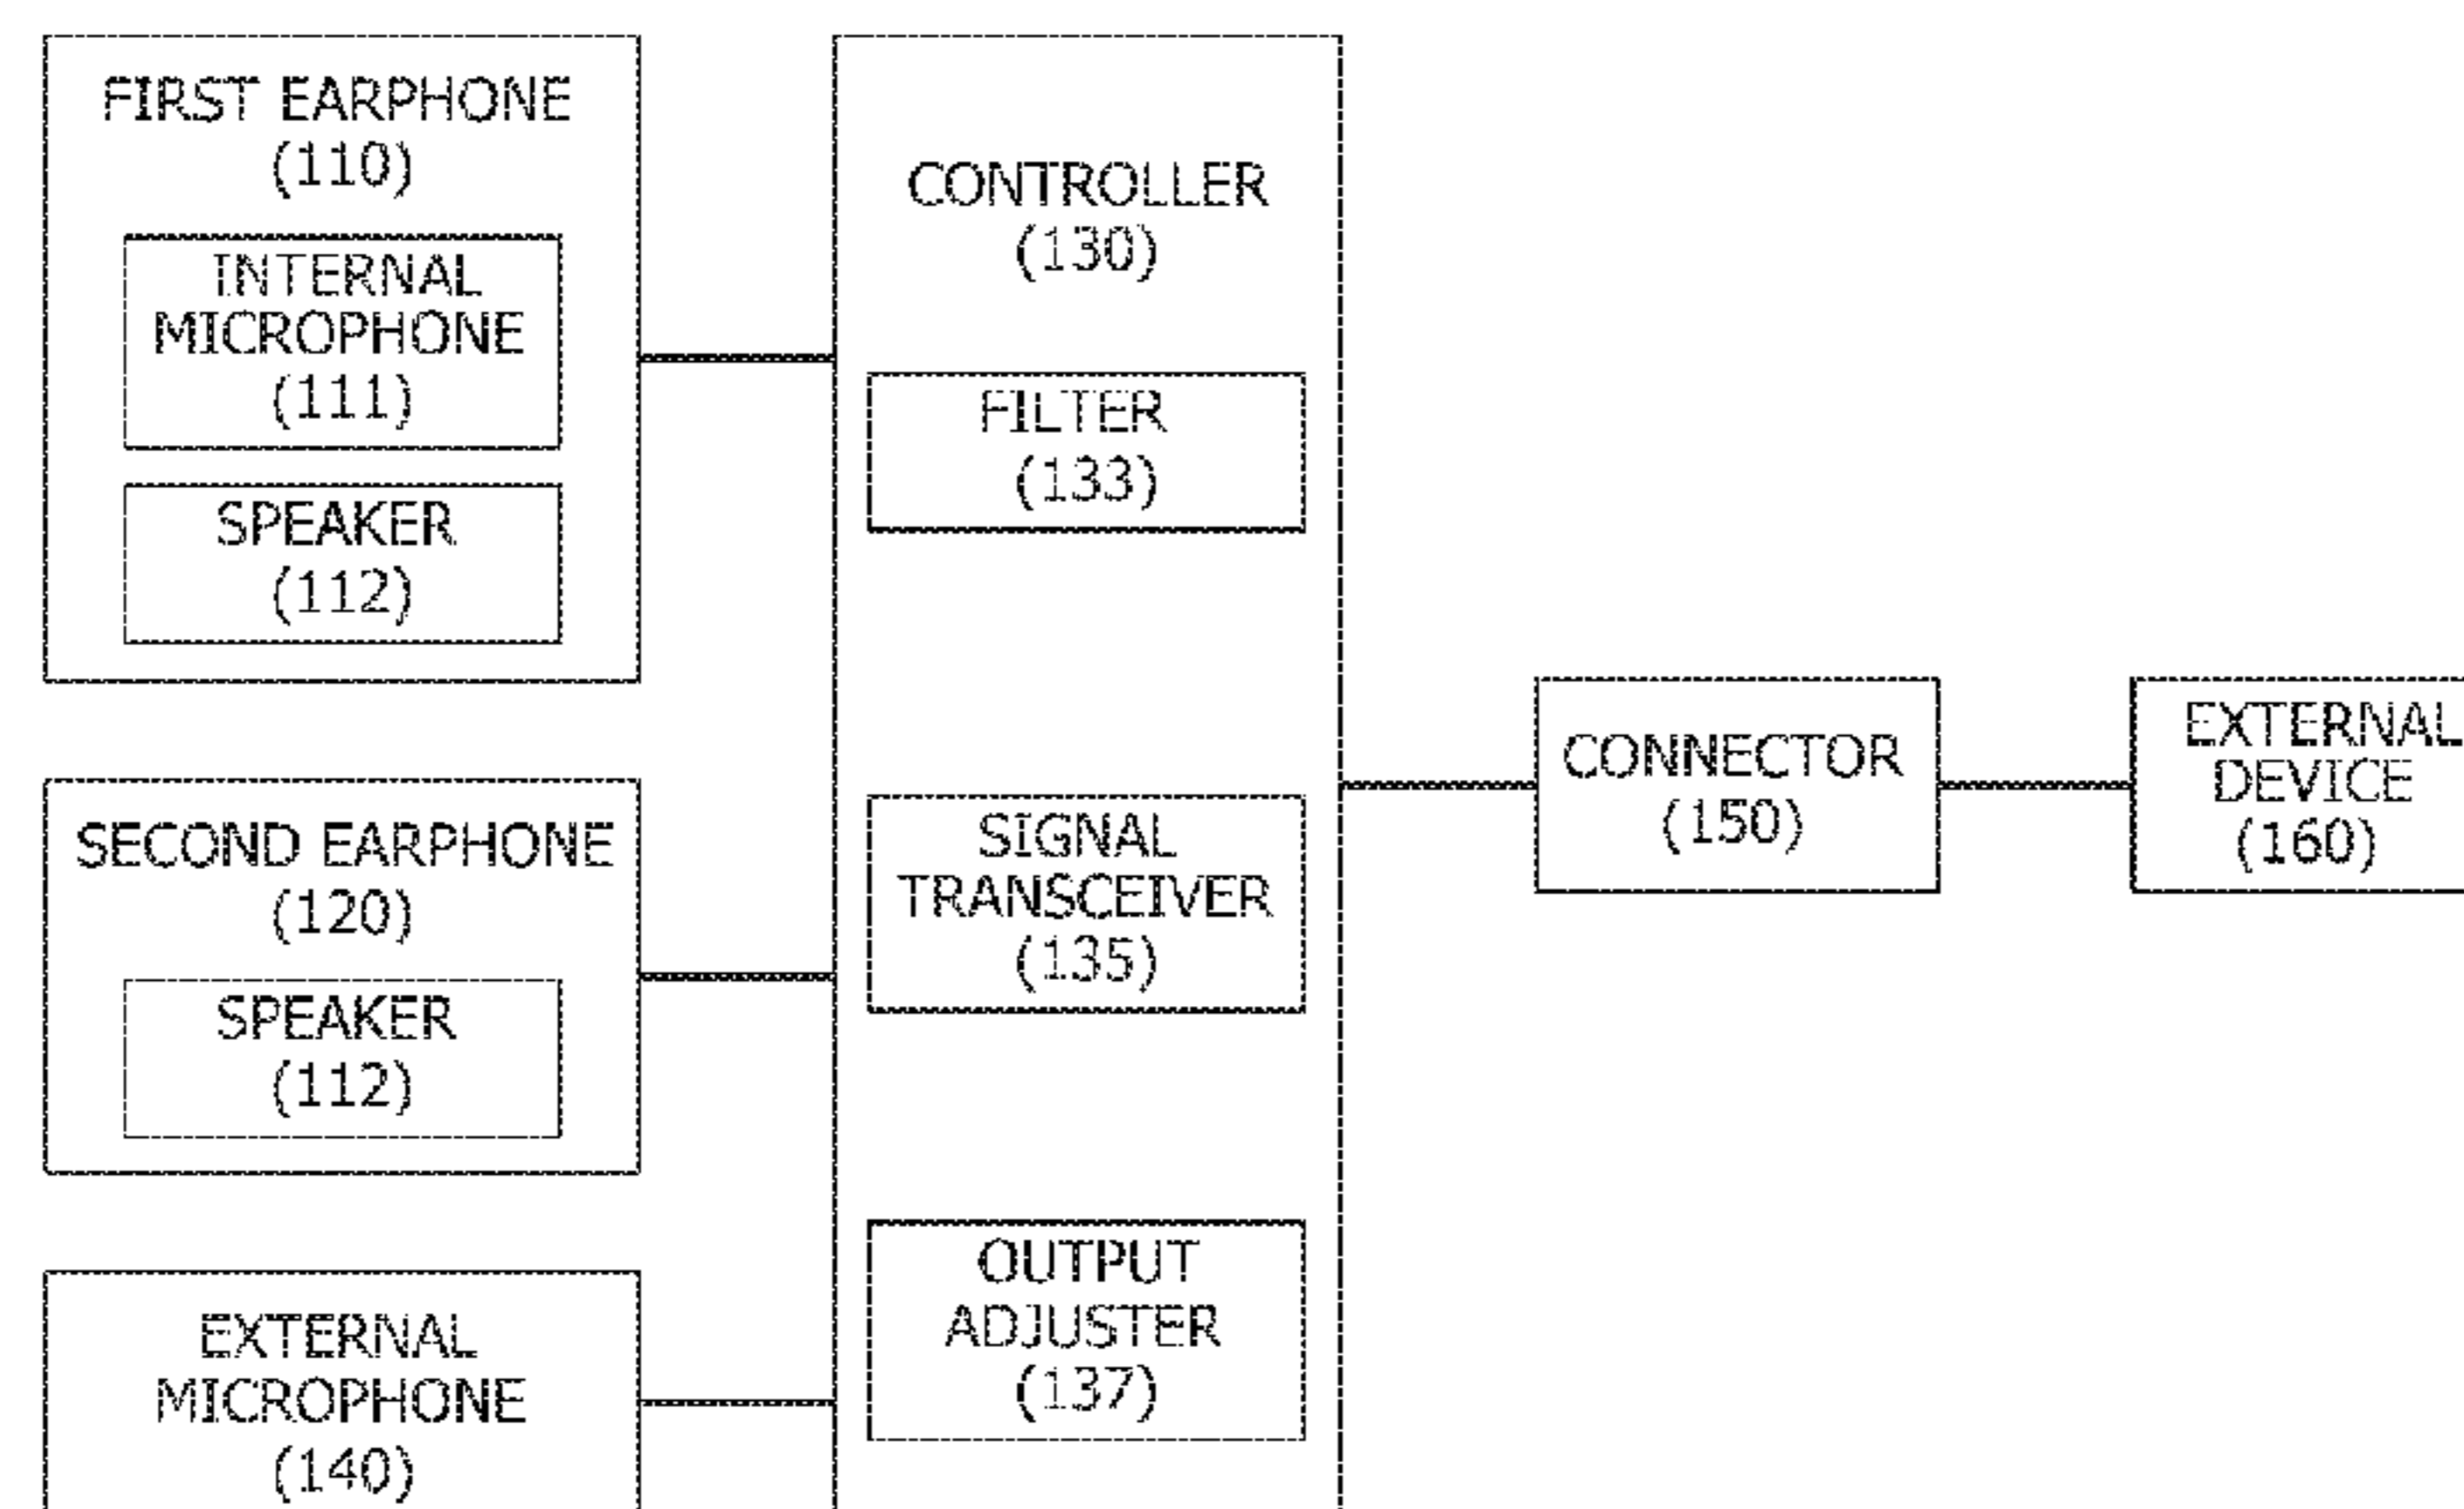 FIRST EARPHONE
(110)
INTERNAL
MICROPHONE
(111)
SPEAKER
(112)
SECOND EARPHONE
(120)
SPEAKER
(112)
EXTERNAL
MICROPHONE
(140)
CONTROLLER
(130)
FILTER
(133)
SIGNAL
TRANSCEIVER
(135)
OUTPUT
ADJUSTER
(137)
CONNECTOR
(150)
EXTERNAL
DEVICE
(160)